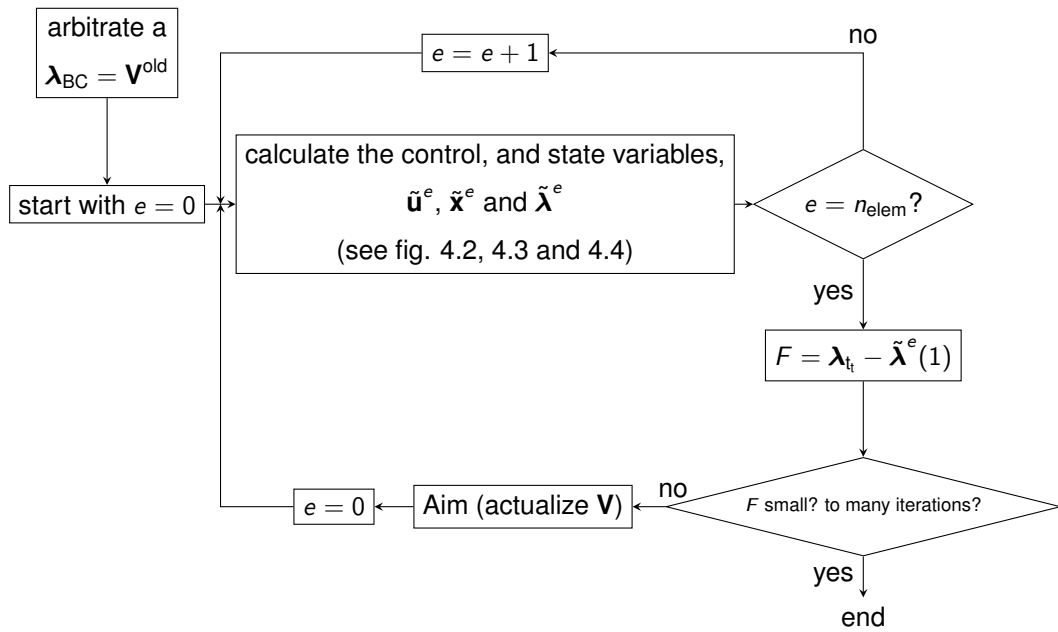 arbitrate a
𝛌_BC = 𝐕^old
e = e + 1
no
calculate the control, and state variables,
ũ^e, x̃^e and λ̃^e
(see fig. 4.2, 4.3 and 4.4)
start with e = 0
e = n_elem?
yes
F = λ_t_t − λ̃^e(1)
F small? to many iterations?
no
Aim (actualize V)
e = 0
yes
end